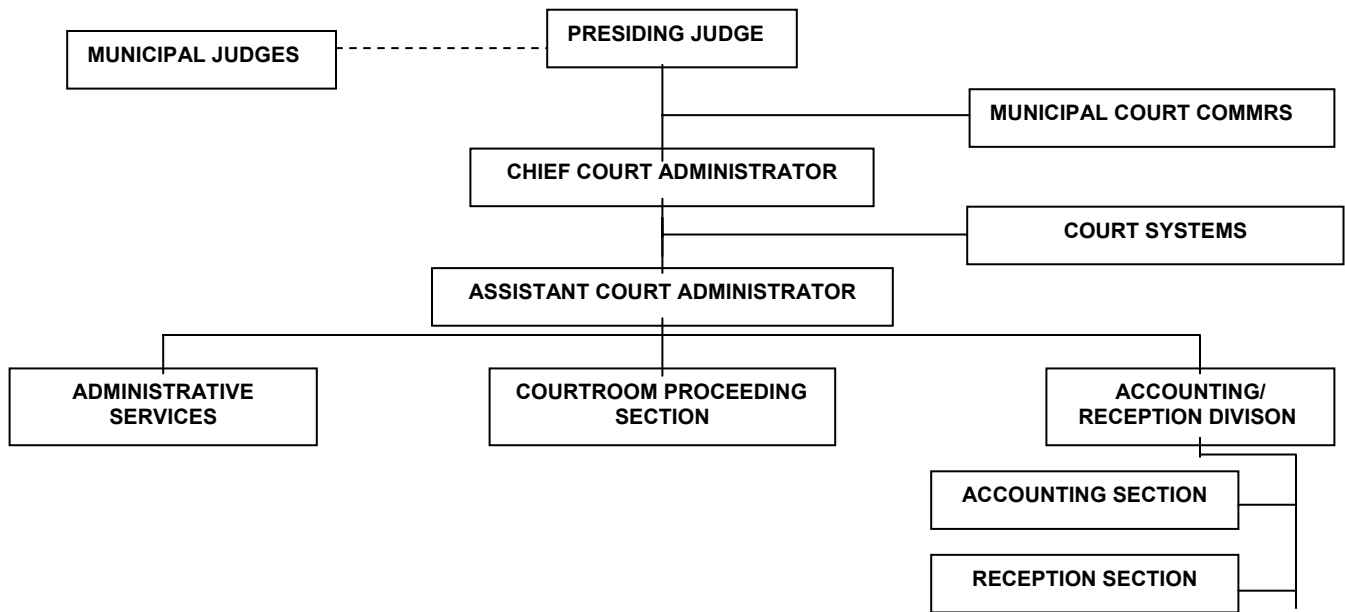 PRESIDING JUDGE
MUNICIPAL JUDGES
MUNICIPAL COURT COMMRS
CHIEF COURT ADMINISTRATOR
COURT SYSTEMS
ASSISTANT COURT ADMINISTRATOR
ADMINISTRATIVE
SERVICES
COURTROOM PROCEEDING
SECTION
ACCOUNTING/
RECEPTION DIVISON
ACCOUNTING SECTION
RECEPTION SECTION